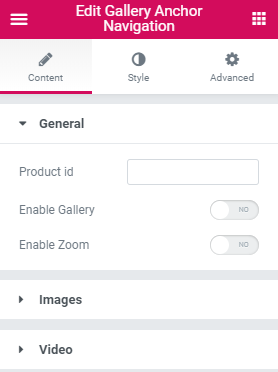 Edit Gallery Anchor
Navigation
Content
Style
Advanced
General
Product id
Enable Gallery
NO
Enable Zoom
NO
Images
Video